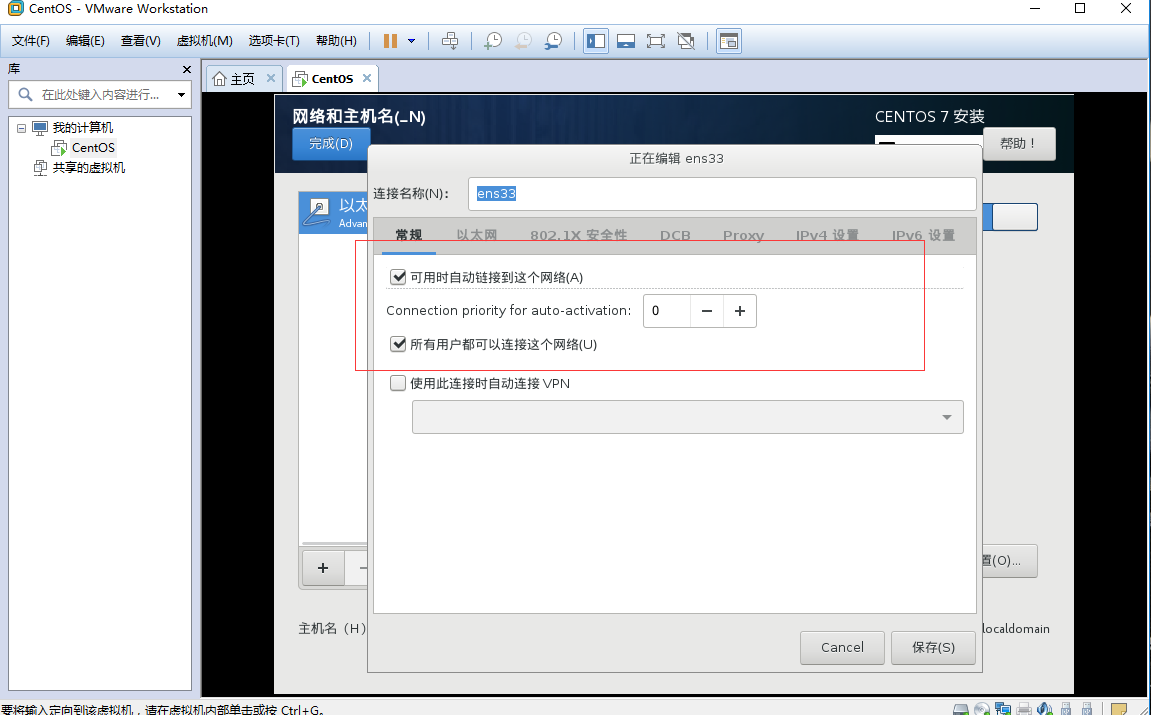 CentOS - VMware Workstation
文件(F) 编辑(E) 查看(V) 虚拟机(M) 选项卡(T) 帮助(H)
库
在此处键入内容进行...
我的计算机
CentOS
共享的虚拟机
主页 CentOS
网络和主机名(_N)
CENTOS 7 安装
完成(D)
帮助！
正在编辑 ens33
连接名称(N)： ens33
以太
Advan
常规 以太网 802.1X 安全性 DCB Proxy IPv4 设置 IPv6 设置
可用时自动链接到这个网络(A)
Connection priority for auto-activation: 0 − +
所有用户都可以连接这个网络(U)
使用此连接时自动连接 VPN
+ −
置(O)...
主机名（H）
localdomain
Cancel 保存(S)
要将输入定向到该虚拟机，请在虚拟机内部单击或按 Ctrl+G。